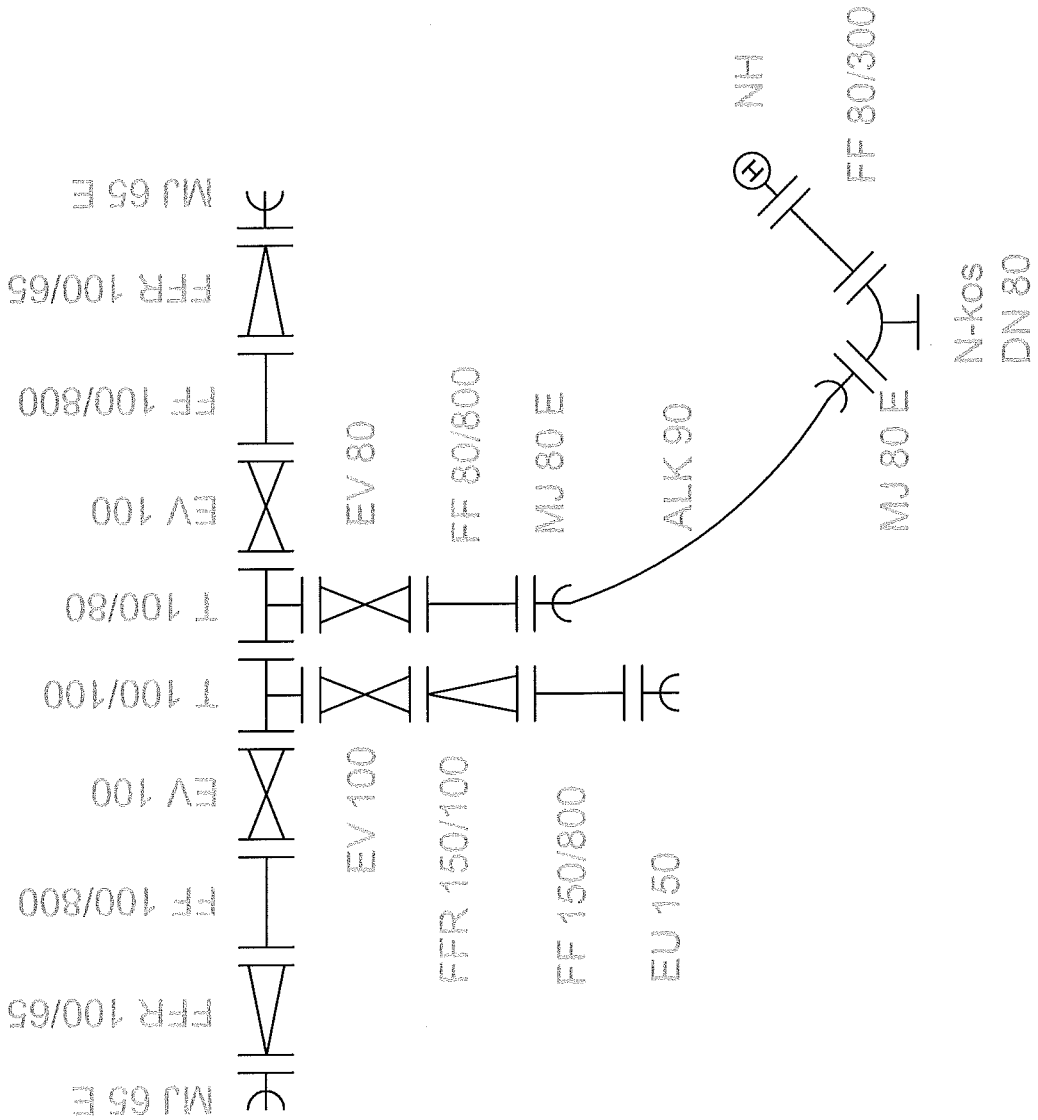 MJ 65 E
FFR 100/65
FF 100/800
EV 100
T 100/100
T 100/80
EV 100
FF 100/800
FFR 100/65
MJ 65 E
EV 100
FFR 150/100
FF 150/800
EU 150
EV 80
FF 80/800
MJ 80 E
ALK 90
MJ 80 E
N-kos
DN 80
FF 80/300
NH
H